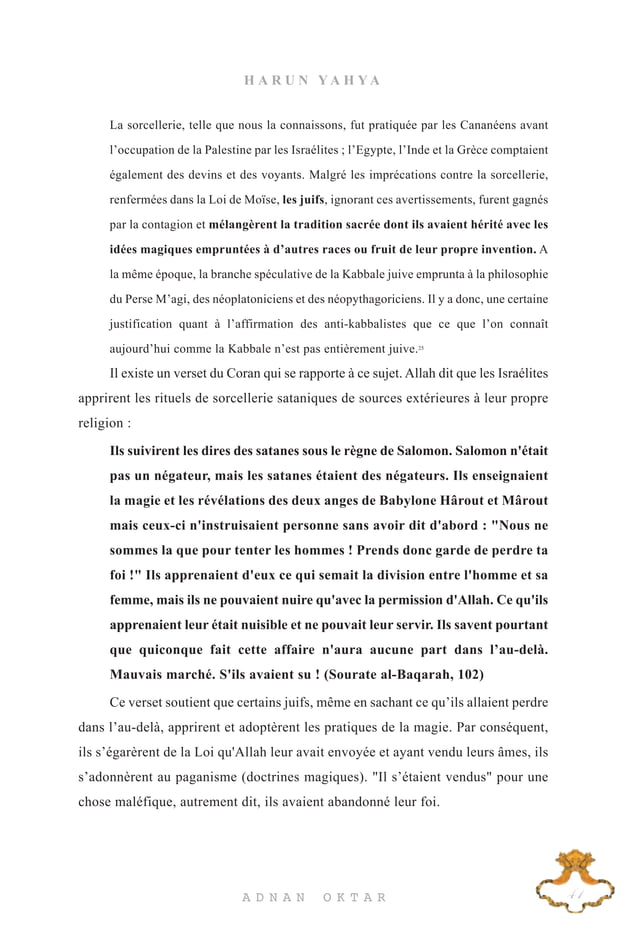 HARUN YAHYA
La sorcellerie, telle que nous la connaissons, fut pratiquée par les Cananéens avant
l’occupation de la Palestine par les Israélites ; l’Egypte, l’Inde et la Grèce comptaient
également des devins et des voyants. Malgré les imprécations contre la sorcellerie,
renfermées dans la Loi de Moïse, les juifs, ignorant ces avertissements, furent gagnés
par la contagion et mélangèrent la tradition sacrée dont ils avaient hérité avec les
idées magiques empruntées à d’autres races ou fruit de leur propre invention. A
la même époque, la branche spéculative de la Kabbale juive emprunta à la philosophie
du Perse M’agi, des néoplatoniciens et des néopythagoriciens. Il y a donc, une certaine
justification quant à l’affirmation des anti-kabbalistes que ce que l’on connaît
aujourd’hui comme la Kabbale n’est pas entièrement juive.25
Il existe un verset du Coran qui se rapporte à ce sujet. Allah dit que les Israélites
apprirent les rituels de sorcellerie sataniques de sources extérieures à leur propre
religion :
Ils suivirent les dires des satanes sous le règne de Salomon. Salomon n'était
pas un négateur, mais les satanes étaient des négateurs. Ils enseignaient
la magie et les révélations des deux anges de Babylone Hârout et Mârout
mais ceux-ci n'instruisaient personne sans avoir dit d'abord : "Nous ne
sommes la que pour tenter les hommes ! Prends donc garde de perdre ta
foi !" Ils apprenaient d'eux ce qui semait la division entre l'homme et sa
femme, mais ils ne pouvaient nuire qu'avec la permission d'Allah. Ce qu'ils
apprenaient leur était nuisible et ne pouvait leur servir. Ils savent pourtant
que quiconque fait cette affaire n'aura aucune part dans l’au-delà.
Mauvais marché. S'ils avaient su ! (Sourate al-Baqarah, 102)
Ce verset soutient que certains juifs, même en sachant ce qu’ils allaient perdre
dans l’au-delà, apprirent et adoptèrent les pratiques de la magie. Par conséquent,
ils s’égarèrent de la Loi qu'Allah leur avait envoyée et ayant vendu leurs âmes, ils
s’adonnèrent au paganisme (doctrines magiques). "Il s’étaient vendus" pour une
chose maléfique, autrement dit, ils avaient abandonné leur foi.
ADNAN OKTAR
41